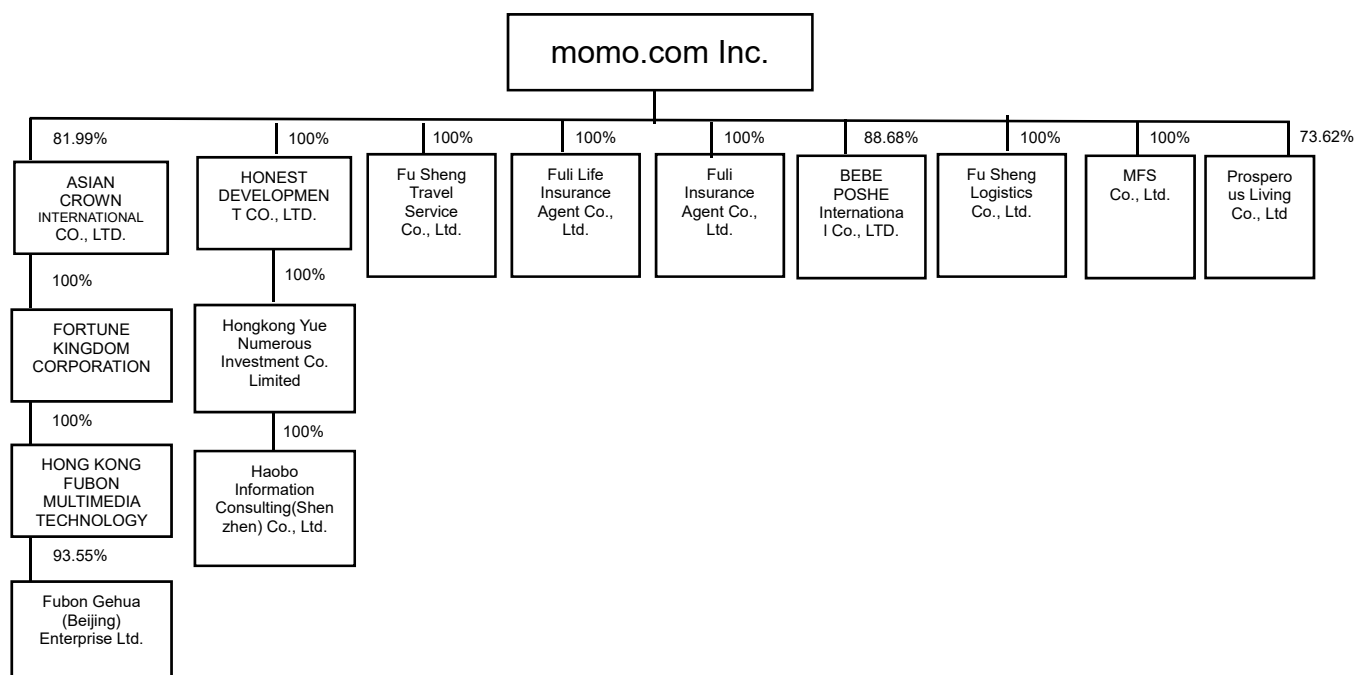 momo.com Inc.
81.99%
100%
100%
100%
100%
88.68%
100%
100%
73.62%
ASIAN
CROWN
INTERNATIONAL
CO., LTD.
HONEST
DEVELOPMEN
T CO., LTD.
Fu Sheng
Travel
Service
Co., Ltd.
Fuli Life
Insurance
Agent Co.,
Ltd.
Fuli
Insurance
Agent Co.,
Ltd.
BEBE
POSHE
Internationa
l Co., LTD.
Fu Sheng
Logistics
Co., Ltd.
MFS
Co., Ltd.
Prospero
us Living
Co., Ltd
100%
100%
FORTUNE
KINGDOM
CORPORATION
Hongkong Yue
Numerous
Investment Co.
Limited
100%
100%
HONG KONG
FUBON
MULTIMEDIA
TECHNOLOGY
Haobo
Information
Consulting(Shen
zhen) Co., Ltd.
93.55%
Fubon Gehua
(Beijing)
Enterprise Ltd.